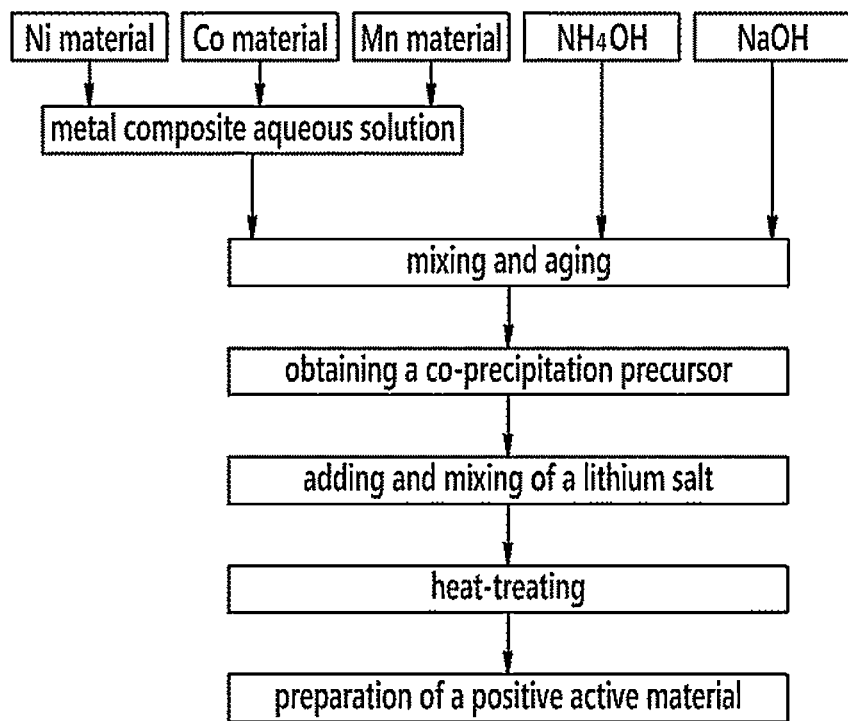 Ni material
Co material
Mn material
NH₄OH
NaOH
metal composite aqueous solution
mixing and aging
obtaining a co-precipitation precursor
adding and mixing of a lithium salt
heat-treating
preparation of a positive active material